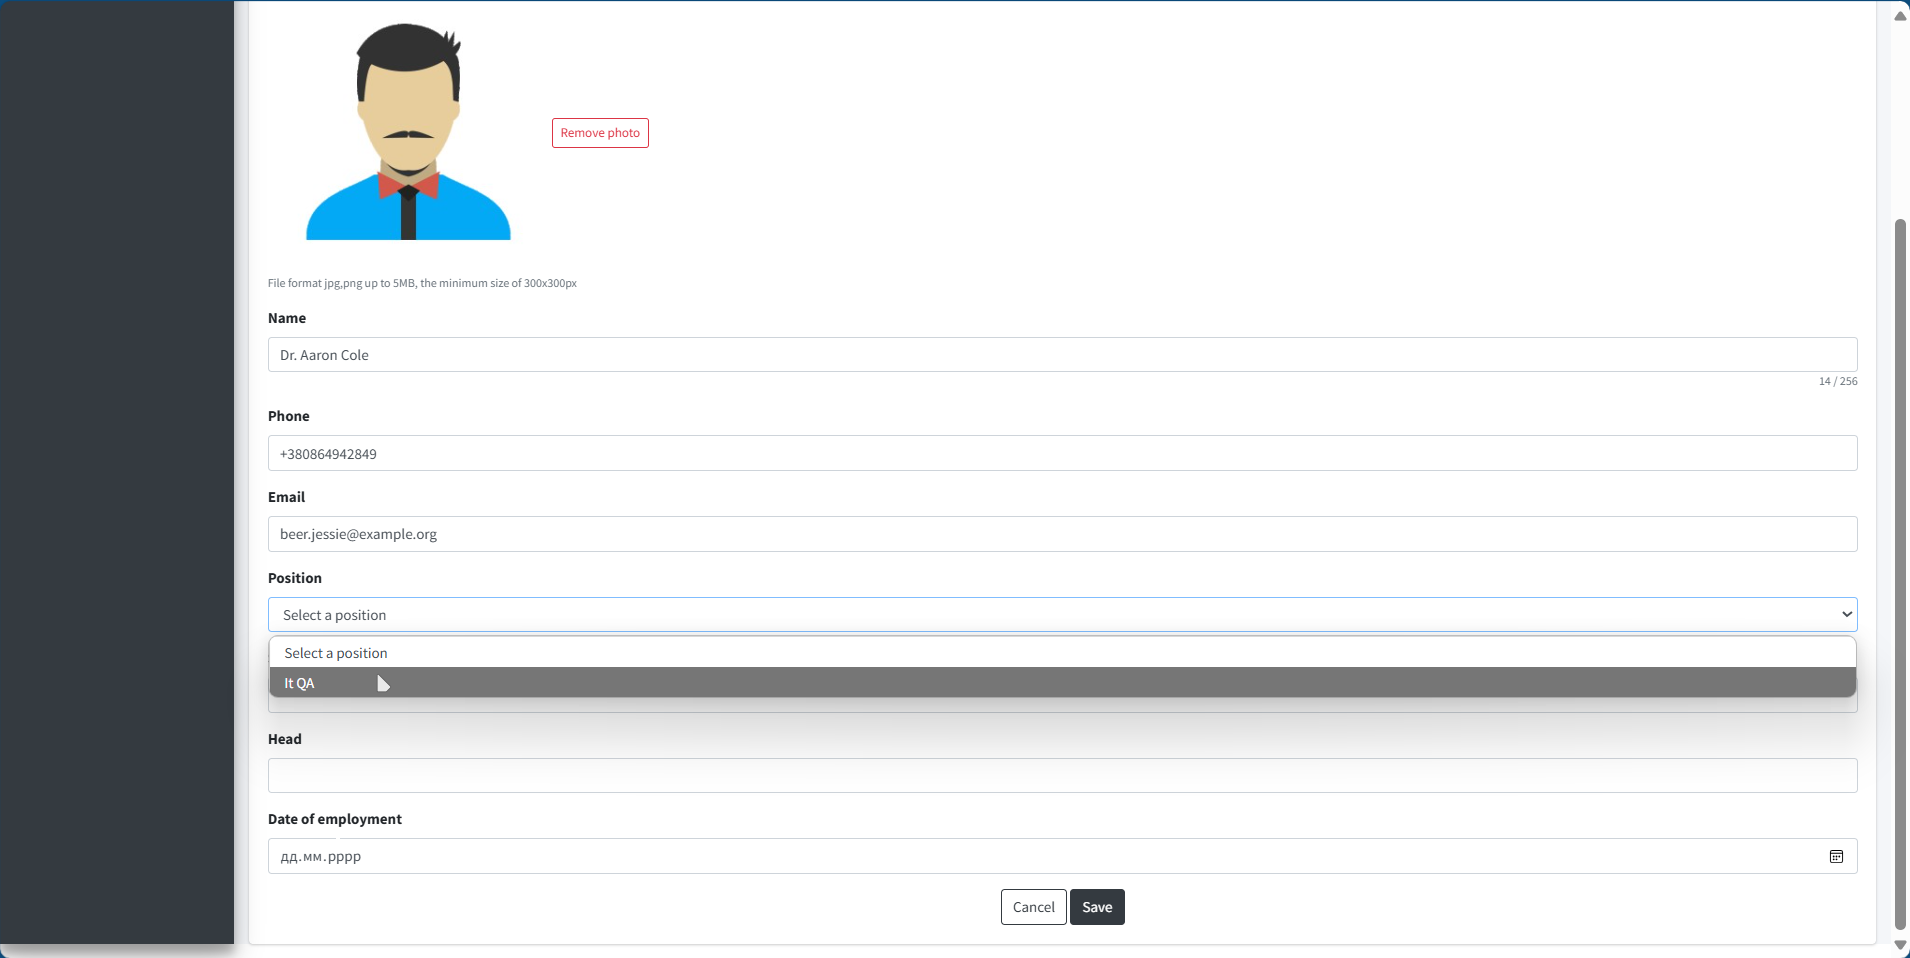 Remove photo
File format jpg,png up to 5MB, the minimum size of 300x300px
Name
Dr. Aaron Cole
14 / 256
Phone
+380864942849
Email
beer.jessie@example.org
Position
Select a position
Select a position
It QA
Head
Date of employment
дд.мм.рррр
Cancel
Save